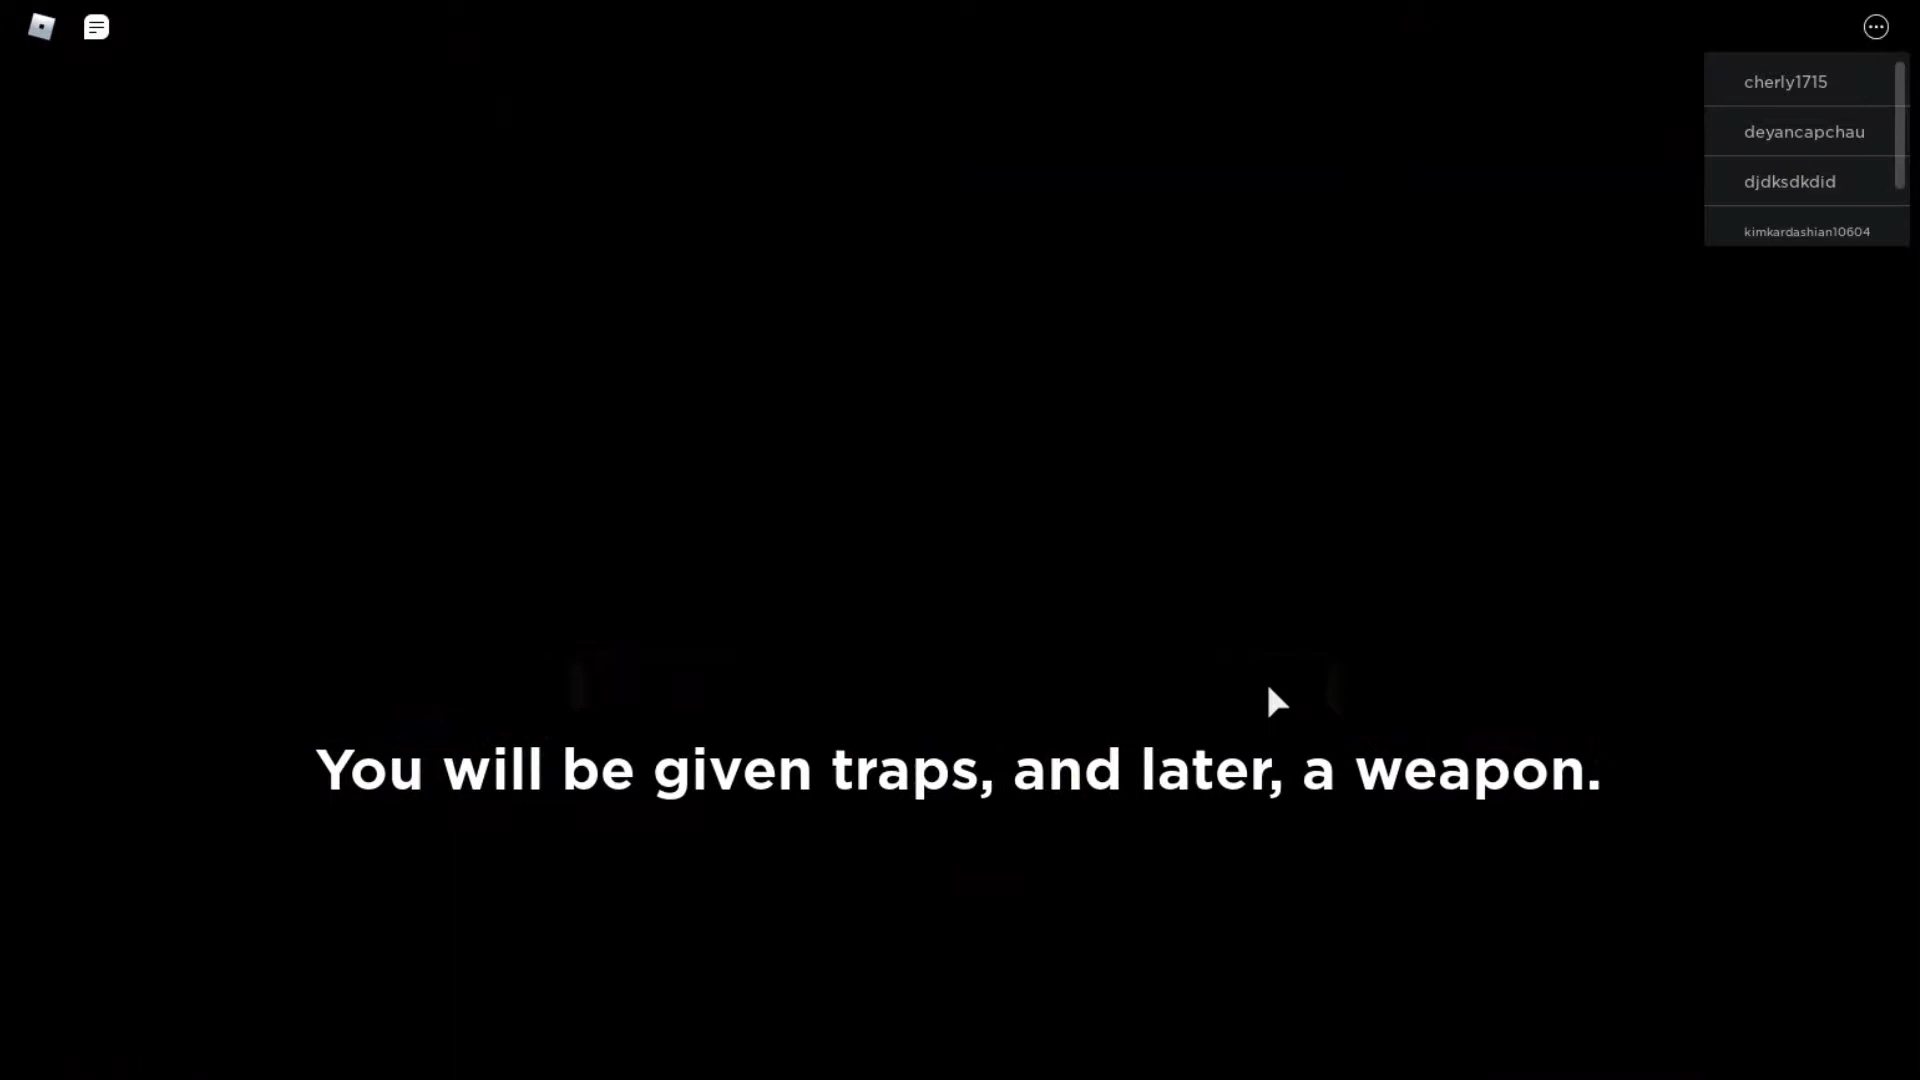 cherly1715
deyancapchau
djdksdkdid
kimkardashian10604
You will be given traps, and later, a weapon.